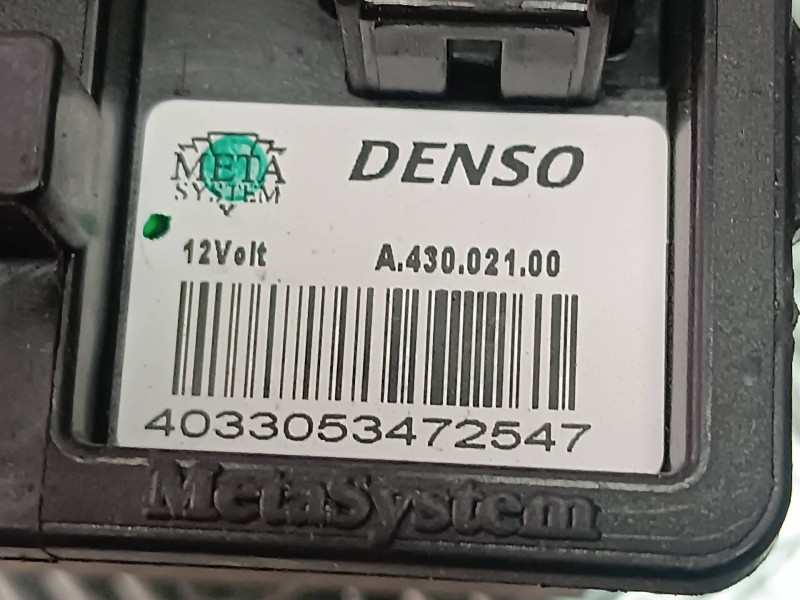 META
SYSTEM
DENSO
12Volt
A.430.021.00
4033053472547
MetaSystem